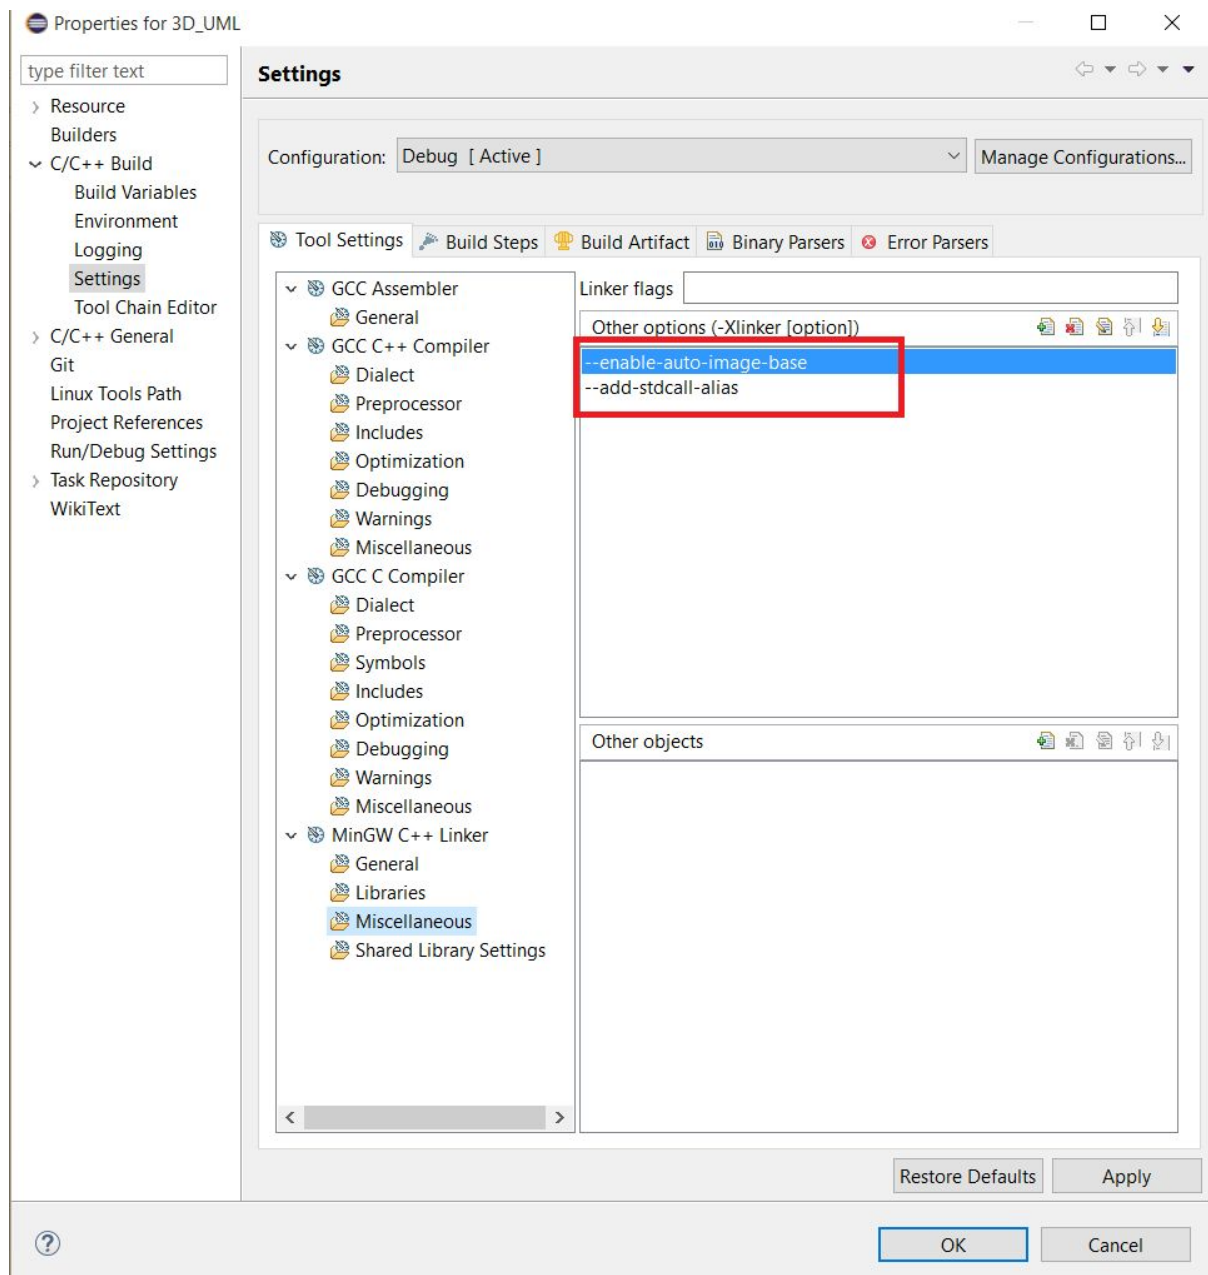 Properties for 3D_UML
type filter text
Resource
Builders
C/C++ Build
Build Variables
Environment
Logging
Settings
Tool Chain Editor
C/C++ General
Git
Linux Tools Path
Project References
Run/Debug Settings
Task Repository
WikiText
Settings
Configuration: Debug [ Active ] Manage Configurations...
Tool Settings Build Steps Build Artifact 010 Binary Parsers Error Parsers
GCC Assembler
General
GCC C++ Compiler
Dialect
Preprocessor
Includes
Optimization
Debugging
Warnings
Miscellaneous
GCC C Compiler
Dialect
Preprocessor
Symbols
Includes
Optimization
Debugging
Warnings
Miscellaneous
MinGW C++ Linker
General
Libraries
Miscellaneous
Shared Library Settings
Linker flags
Other options (-Xlinker [option])
--enable-auto-image-base
--add-stdcall-alias
Other objects
Restore Defaults Apply
? OK Cancel